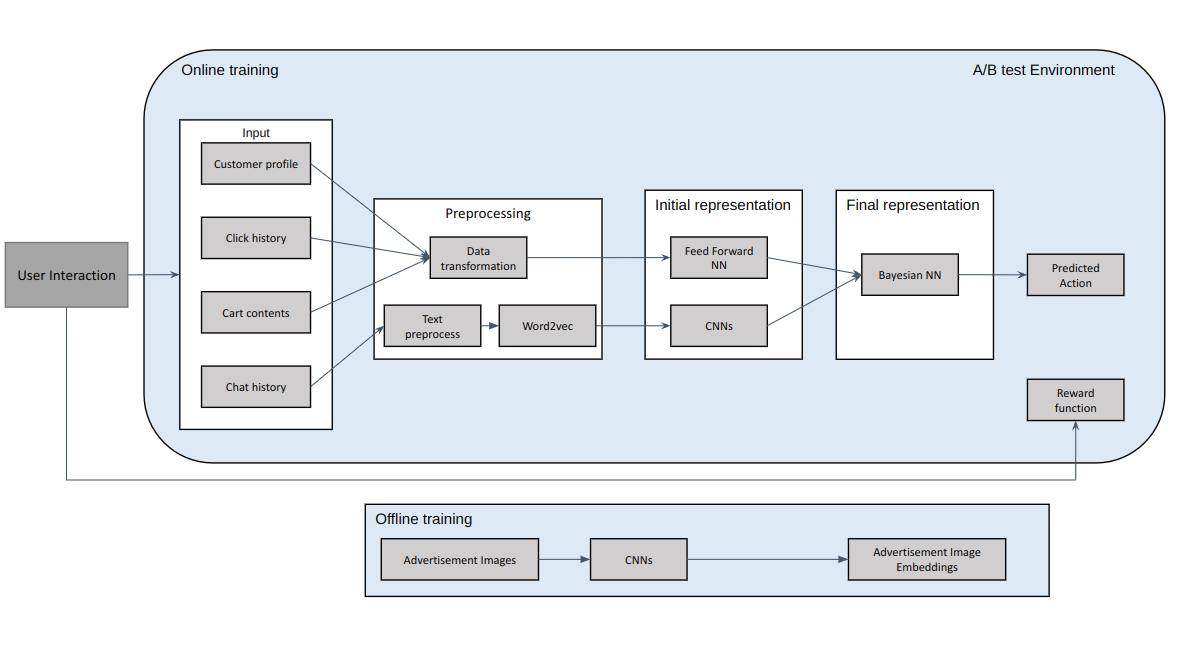 Online training
A/B test Environment
Input
Customer profile
Click history
Cart contents
Chat history
User Interaction
Preprocessing
Data
transformation
Text
preprocess
Word2vec
Initial representation
Feed Forward
NN
CNNs
Final representation
Bayesian NN
Predicted
Action
Reward
function
Offline training
Advertisement Images
CNNs
Advertisement Image
Embeddings